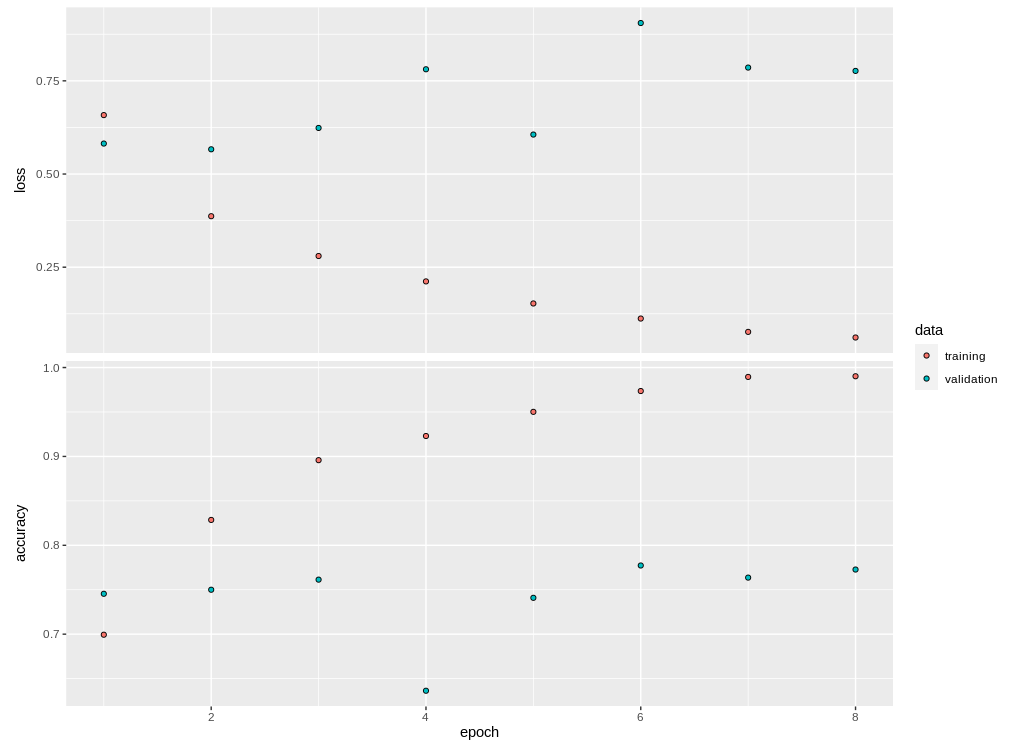 0.75
0.50
0.25
loss
1.0
0.9
0.8
0.7
accuracy
2 4 6 8
epoch
data
training
validation